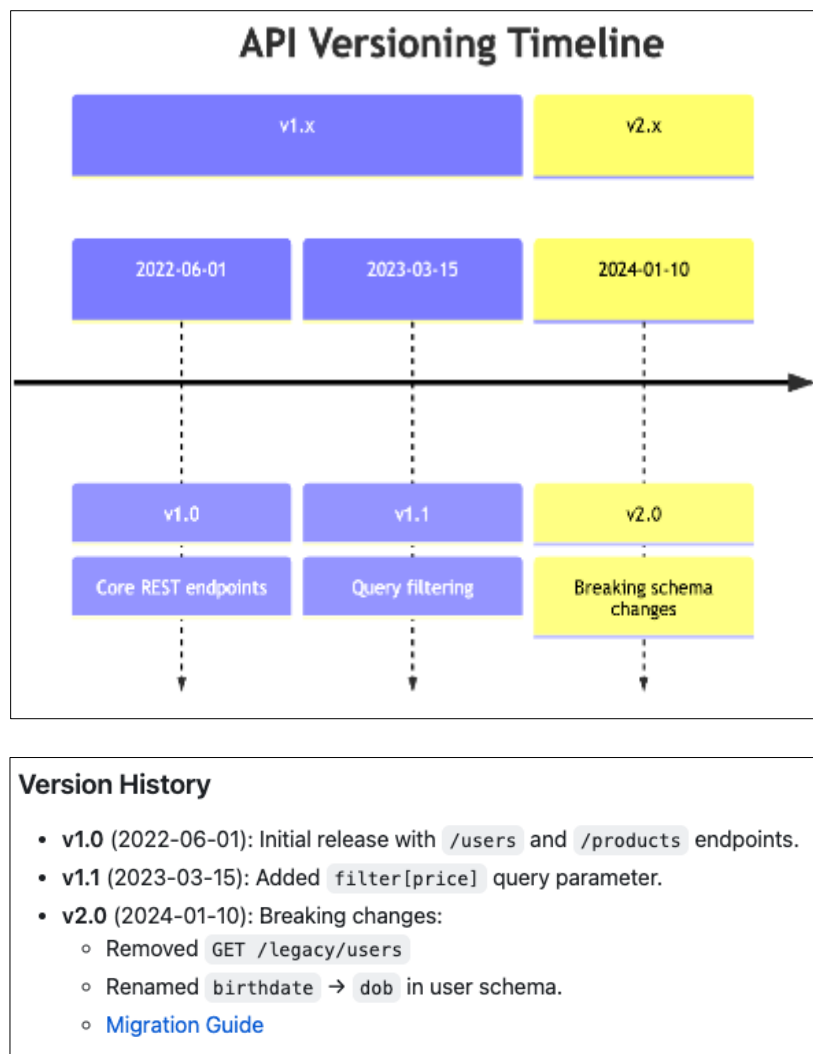 API Versioning Timeline
v1.x
v2.x
2022-06-01
2023-03-15
2024-01-10
v1.0
v1.1
v2.0
Core REST endpoints
Query filtering
Breaking schema
changes
Version History
• v1.0 (2022-06-01): Initial release with /users and /products endpoints.
• v1.1 (2023-03-15): Added filter[price] query parameter.
• v2.0 (2024-01-10): Breaking changes:
◦ Removed GET /legacy/users
◦ Renamed birthdate → dob in user schema.
◦ Migration Guide